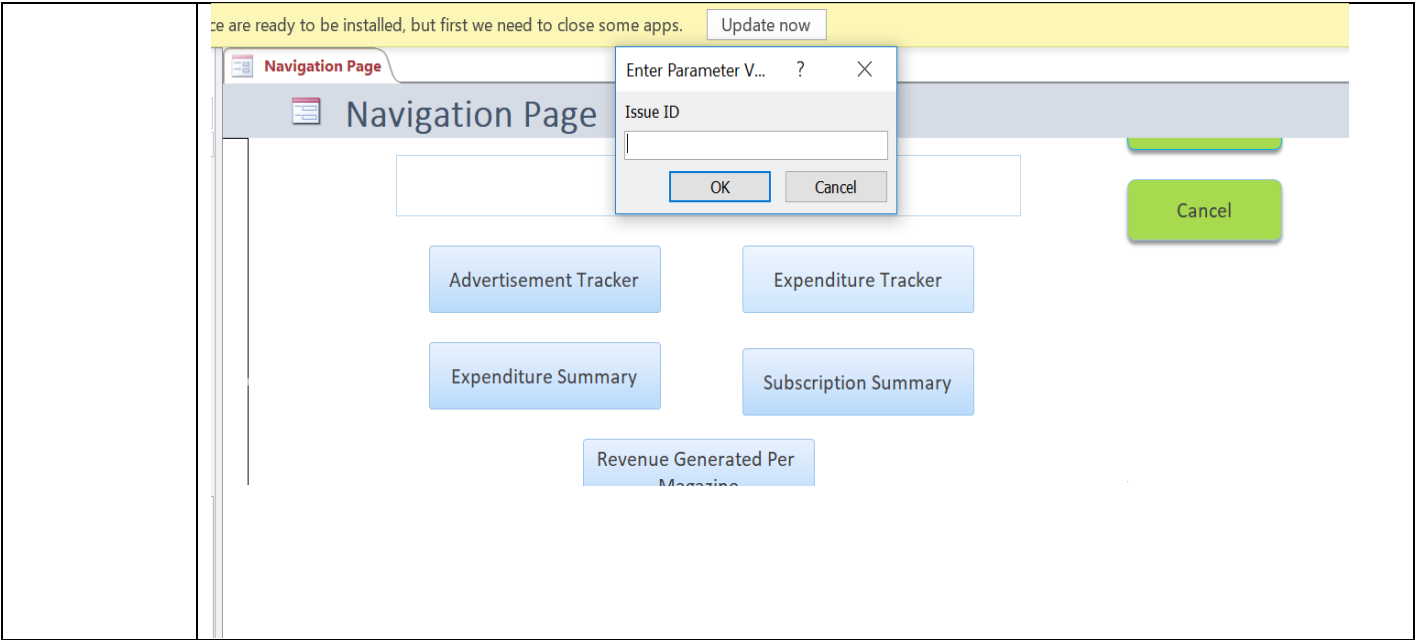 ce are ready to be installed, but first we need to close some apps. Update now
Navigation Page
Enter Parameter V... ?
Navigation Page
Issue ID
OK Cancel
Cancel
Advertisement Tracker Expenditure Tracker
Expenditure Summary Subscription Summary
Revenue Generated Per
Magazine